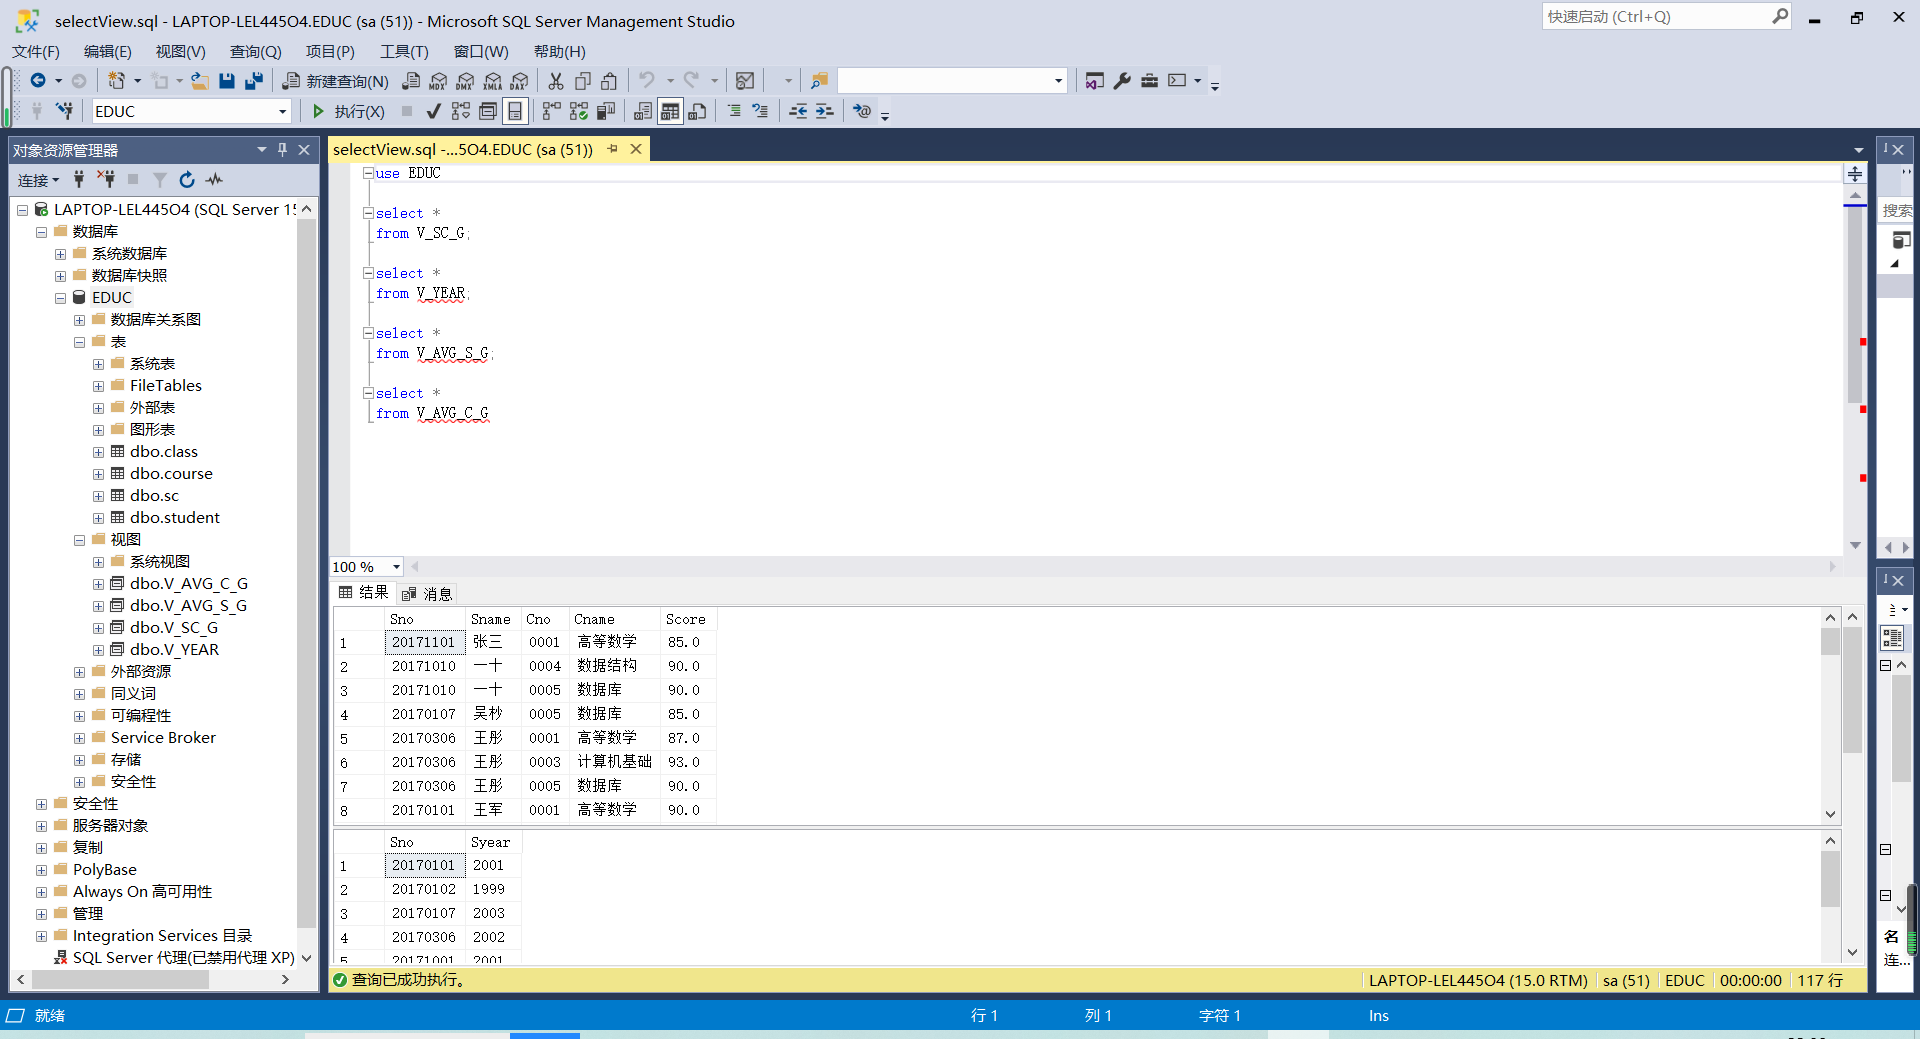 selectView.sql - LAPTOP-LEL445O4.EDUC (sa (51)) - Microsoft SQL Server Management Studio
快速启动 (Ctrl+Q)
文件(F) 编辑(E) 视图(V) 查询(Q) 项目(P) 工具(T) 窗口(W) 帮助(H)
新建查询(N) MDX DMX XMLA DAX
EDUC 执行(X)
对象资源管理器
连接
LAPTOP-LEL445O4 (SQL Server 15
数据库
系统数据库
数据库快照
EDUC
数据库关系图
表
系统表
FileTables
外部表
图形表
dbo.class
dbo.course
dbo.sc
dbo.student
视图
系统视图
dbo.V_AVG_C_G
dbo.V_AVG_S_G
dbo.V_SC_G
dbo.V_YEAR
外部资源
同义词
可编程性
Service Broker
存储
安全性
安全性
服务器对象
复制
PolyBase
Always On 高可用性
管理
Integration Services 目录
SQL Server 代理(已禁用代理 XP)
selectView.sql -...5O4.EDUC (sa (51))
use EDUC
select *
from V_SC_G;
select *
from V_YEAR;
select *
from V_AVG_S_G;
select *
from V_AVG_C_G
100 %
结果 消息
Sno Sname Cno Cname Score
1 20171101 张三 0001 高等数学 85.0
2 20171010 一十 0004 数据结构 90.0
3 20171010 一十 0005 数据库 90.0
4 20170107 吴杪 0005 数据库 85.0
5 20170306 王彤 0001 高等数学 87.0
6 20170306 王彤 0003 计算机基础 93.0
7 20170306 王彤 0005 数据库 90.0
8 20170101 王军 0001 高等数学 90.0
Sno Syear
1 20170101 2001
2 20170102 1999
3 20170107 2003
4 20170306 2002
5 20171001 2001
查询已成功执行。
LAPTOP-LEL445O4 (15.0 RTM) sa (51) EDUC 00:00:00 117 行
搜索
名
连...
就绪 行 1 列 1 字符 1 Ins